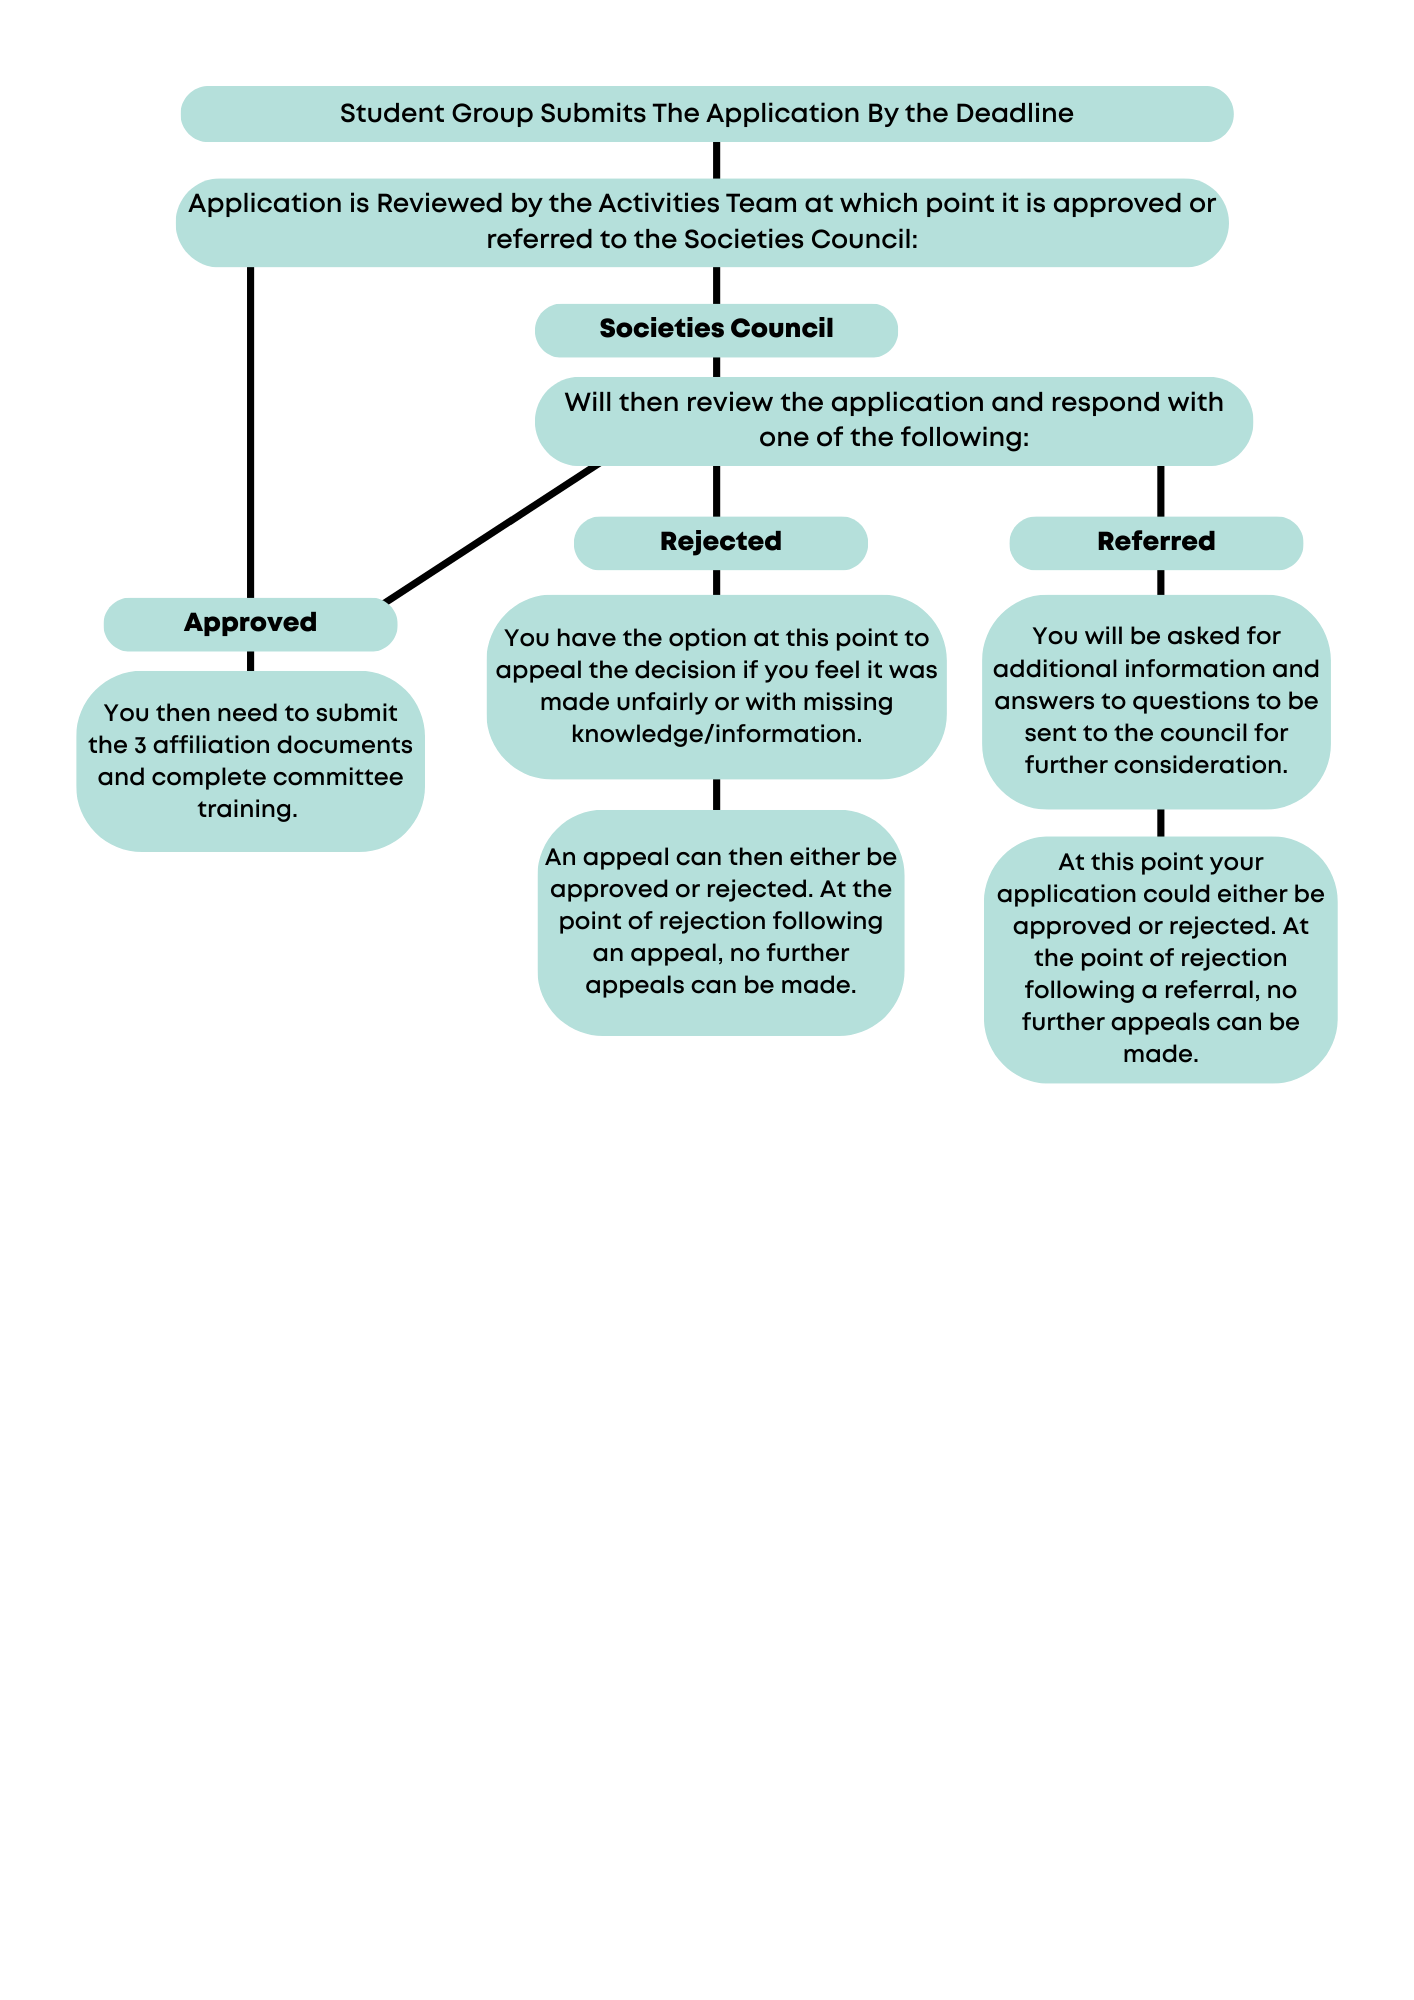 Student Group Submits The Application By the Deadline
Application is Reviewed by the Activities Team at which point it is approved or
referred to the Societies Council:
Societies Council
Will then review the application and respond with
one of the following:
Approved
You then need to submit
the 3 affiliation documents
and complete committee
training.
Rejected
You have the option at this point to
appeal the decision if you feel it was
made unfairly or with missing
knowledge/information.
An appeal can then either be
approved or rejected. At the
point of rejection following
an appeal, no further
appeals can be made.
Referred
You will be asked for
additional information and
answers to questions to be
sent to the council for
further consideration.
At this point your
application could either be
approved or rejected. At
the point of rejection
following a referral, no
further appeals can be
made.